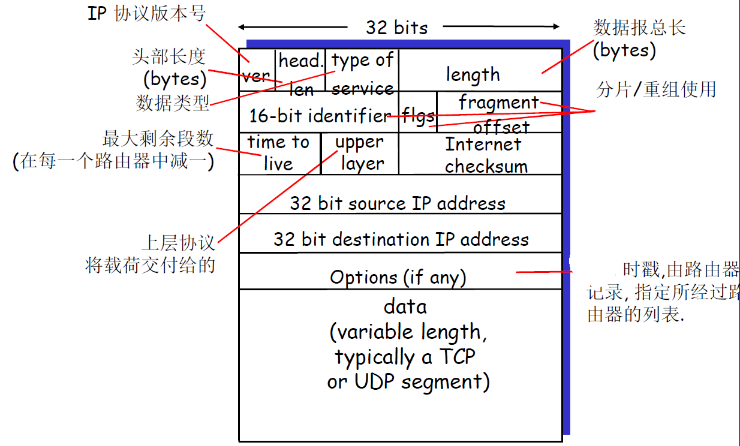 IP 协议版本号
32 bits
数据报总长
(bytes)
头部长度
(bytes)
数据类型
ver
head.
len
type of
service
length
分片/重组使用
16-bit identifier
flgs
fragment
offset
最大剩余段数
(在每一个路由器中减一)
time to
live
upper
layer
Internet
checksum
32 bit source IP address
上层协议
将载荷交付给的
32 bit destination IP address
Options (if any)
时戳,由路由器
记录, 指定所经过路
由器的列表.
data
(variable length,
typically a TCP
or UDP segment)